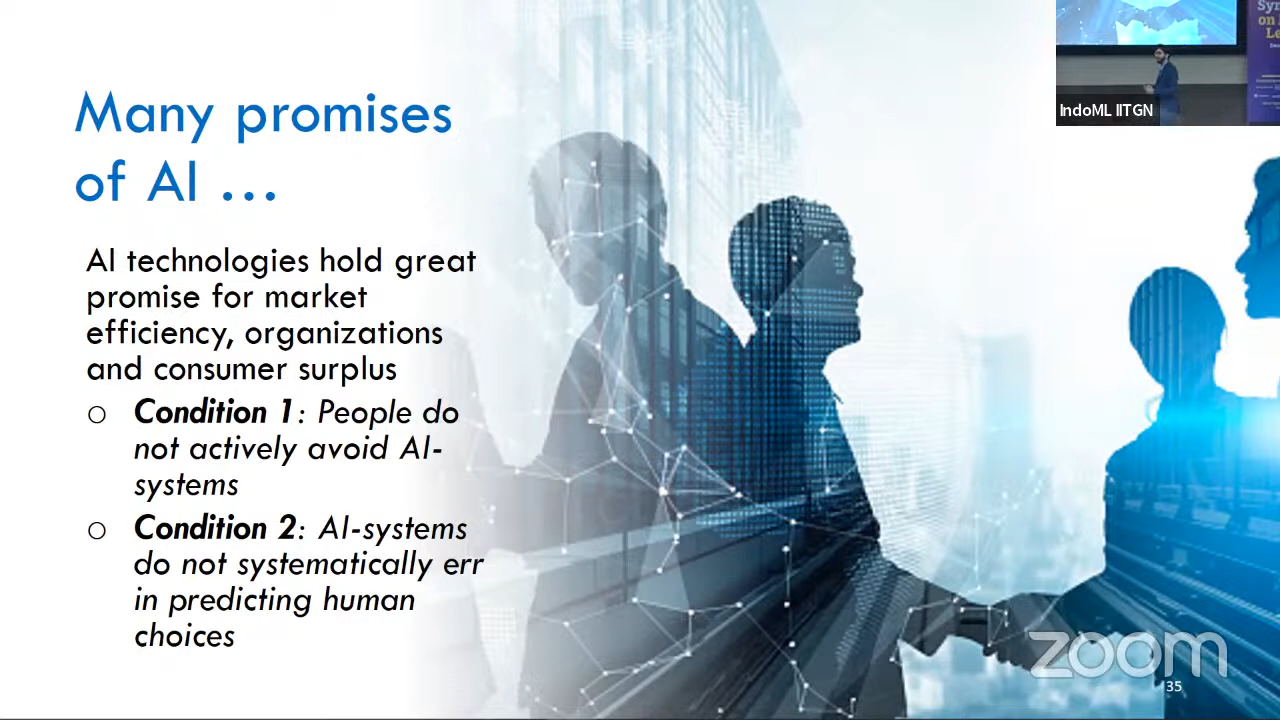 Many promises
of AI …
AI technologies hold great
promise for market
efficiency, organizations
and consumer surplus
Condition 1: People do
not actively avoid AI-
systems
Condition 2: AI-systems
do not systematically err
in predicting human
choices
IndoML IITGN
on
zoom
35